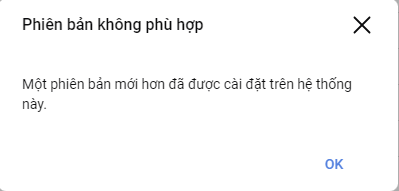 Phiên bản không phù hợp
Một phiên bản mới hơn đã được cài đặt trên hệ thống
này.
OK